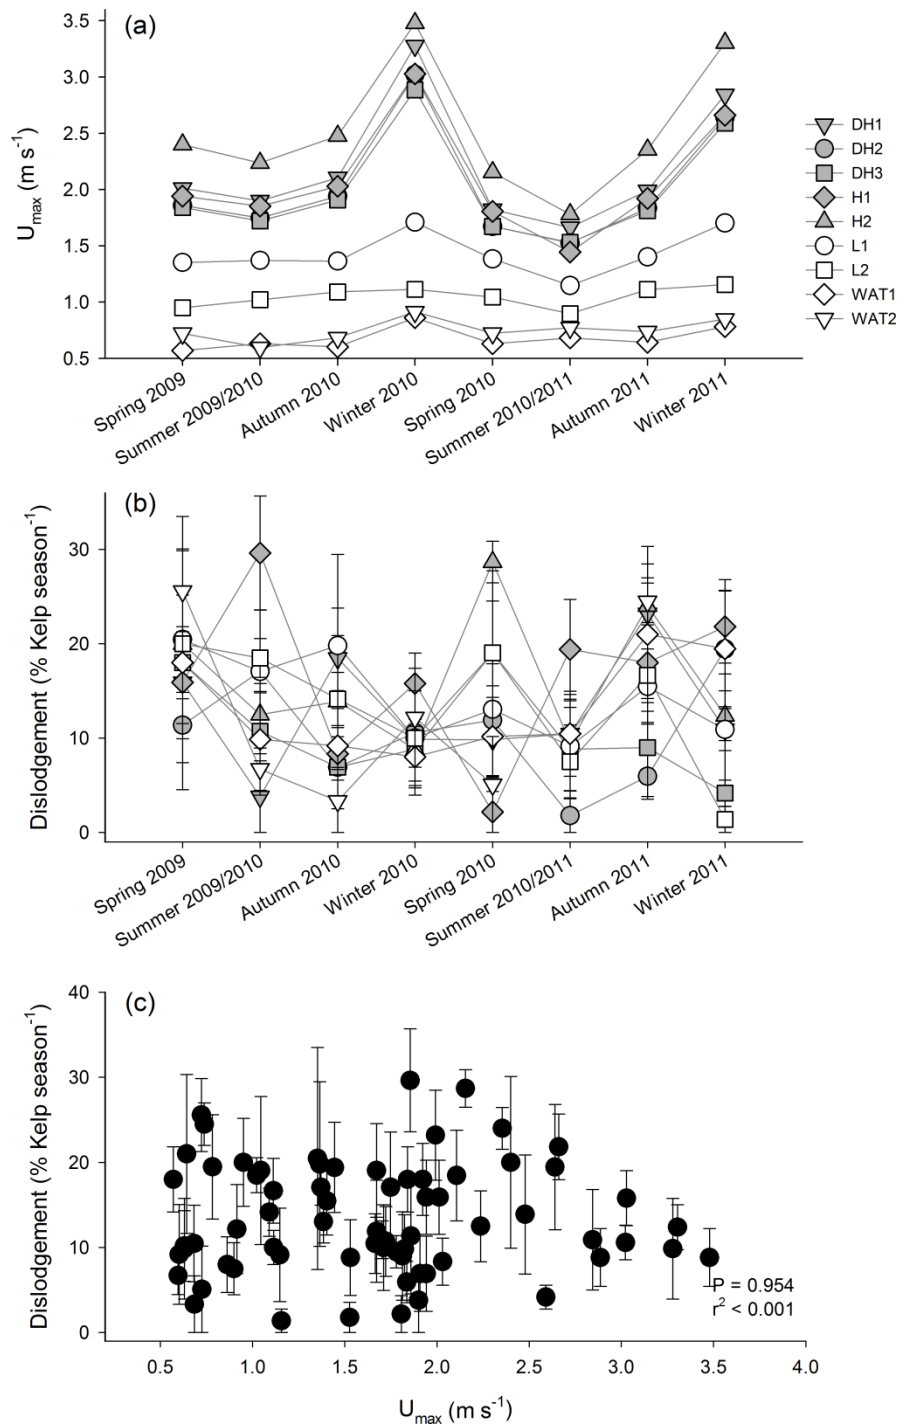 (a)
3.5
3.0
2.5
2.0
1.5
1.0
0.5
Umax (m s-1)
Spring 2009
Summer 2009/2010
Autumn 2010
Winter 2010
Spring 2010
Summer 2010/2011
Autumn 2011
Winter 2011
DH1
DH2
DH3
H1
H2
L1
L2
WAT1
WAT2
(b)
30
20
10
0
Dislodgement (% Kelp season-1)
Spring 2009
Summer 2009/2010
Autumn 2010
Winter 2010
Spring 2010
Summer 2010/2011
Autumn 2011
Winter 2011
(c)
40
30
20
10
0
Dislodgement (% Kelp season-1)
P = 0.954
r2 < 0.001
0.5 1.0 1.5 2.0 2.5 3.0 3.5 4.0
Umax (m s-1)